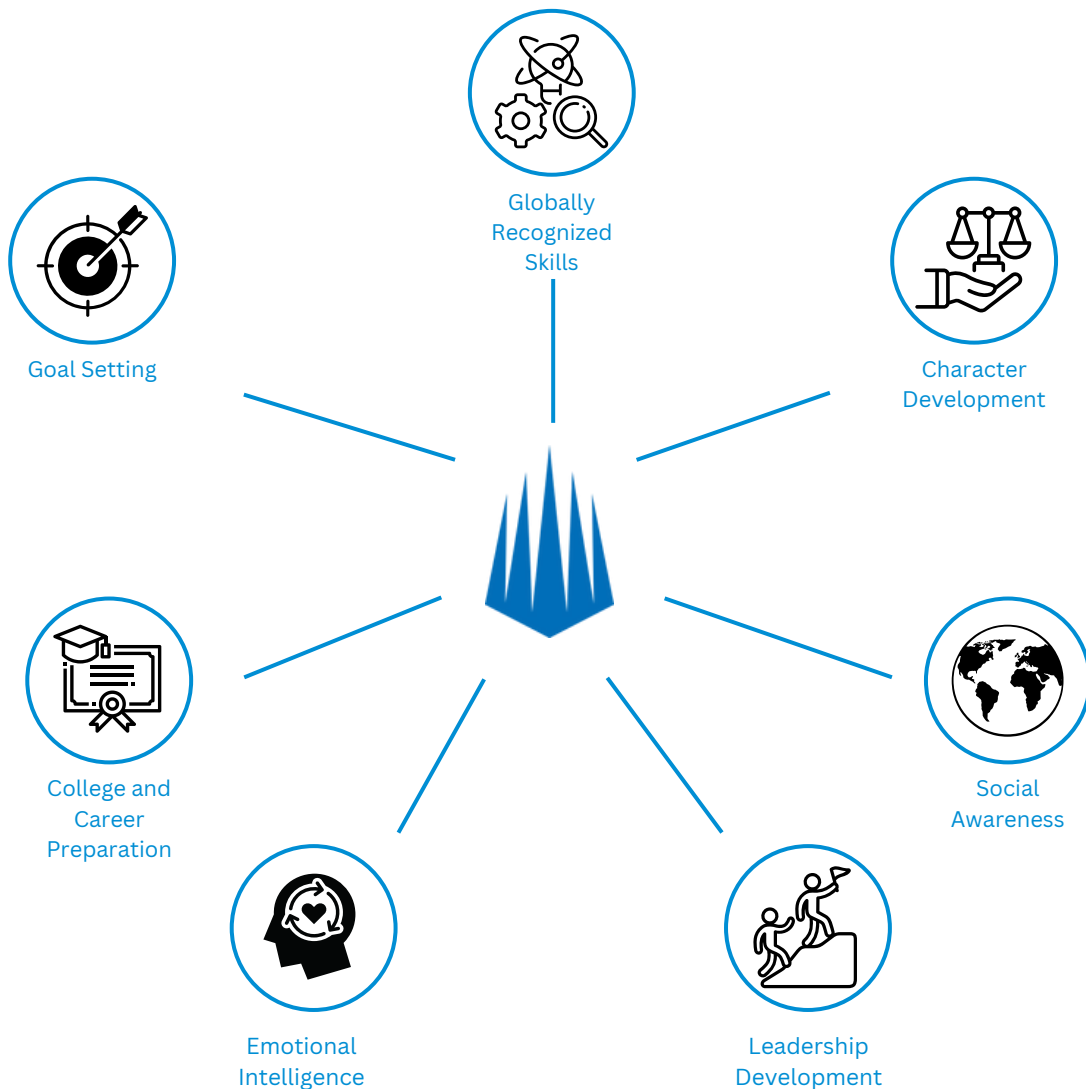 Globally
Recognized
Skills
Goal Setting
Character
Development
College and
Career
Preparation
Social
Awareness
Emotional
Intelligence
Leadership
Development